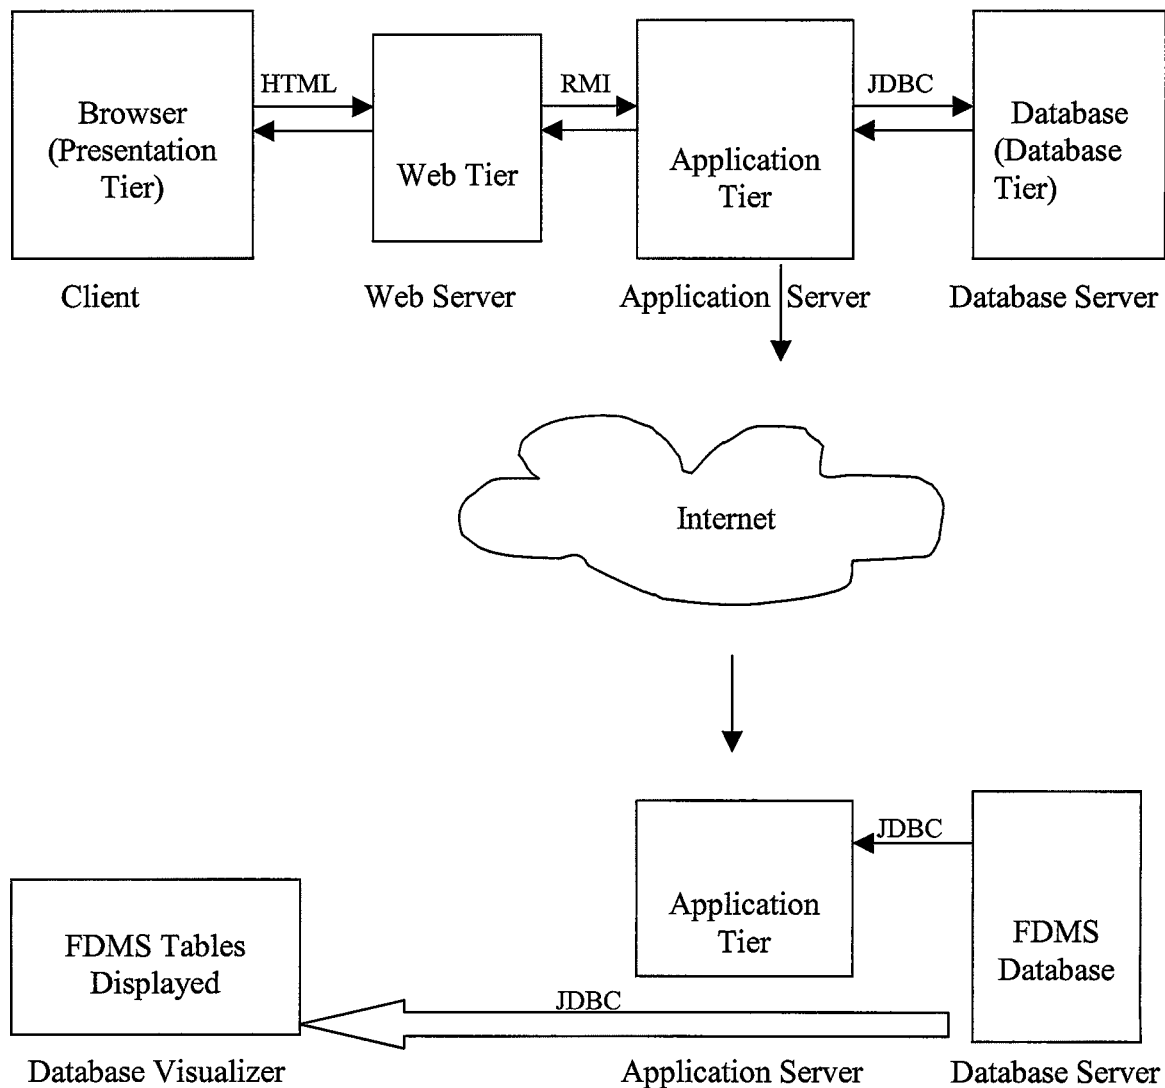 HTML
RMI
JDBC
Browser
(Presentation
Tier)
Web Tier
Application
Tier
Database
(Database
Tier)
Client
Web Server
Application Server
Database Server
Internet
JDBC
Application
Tier
FDMS
Database
FDMS Tables
Displayed
JDBC
Database Visualizer
Application Server
Database Server